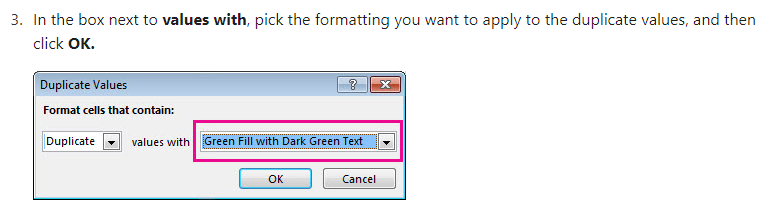 3. In the box next to values with, pick the formatting you want to apply to the duplicate values, and then
click OK.
Duplicate Values
Format cells that contain:
Duplicate values with Green Fill with Dark Green Text
OK Cancel